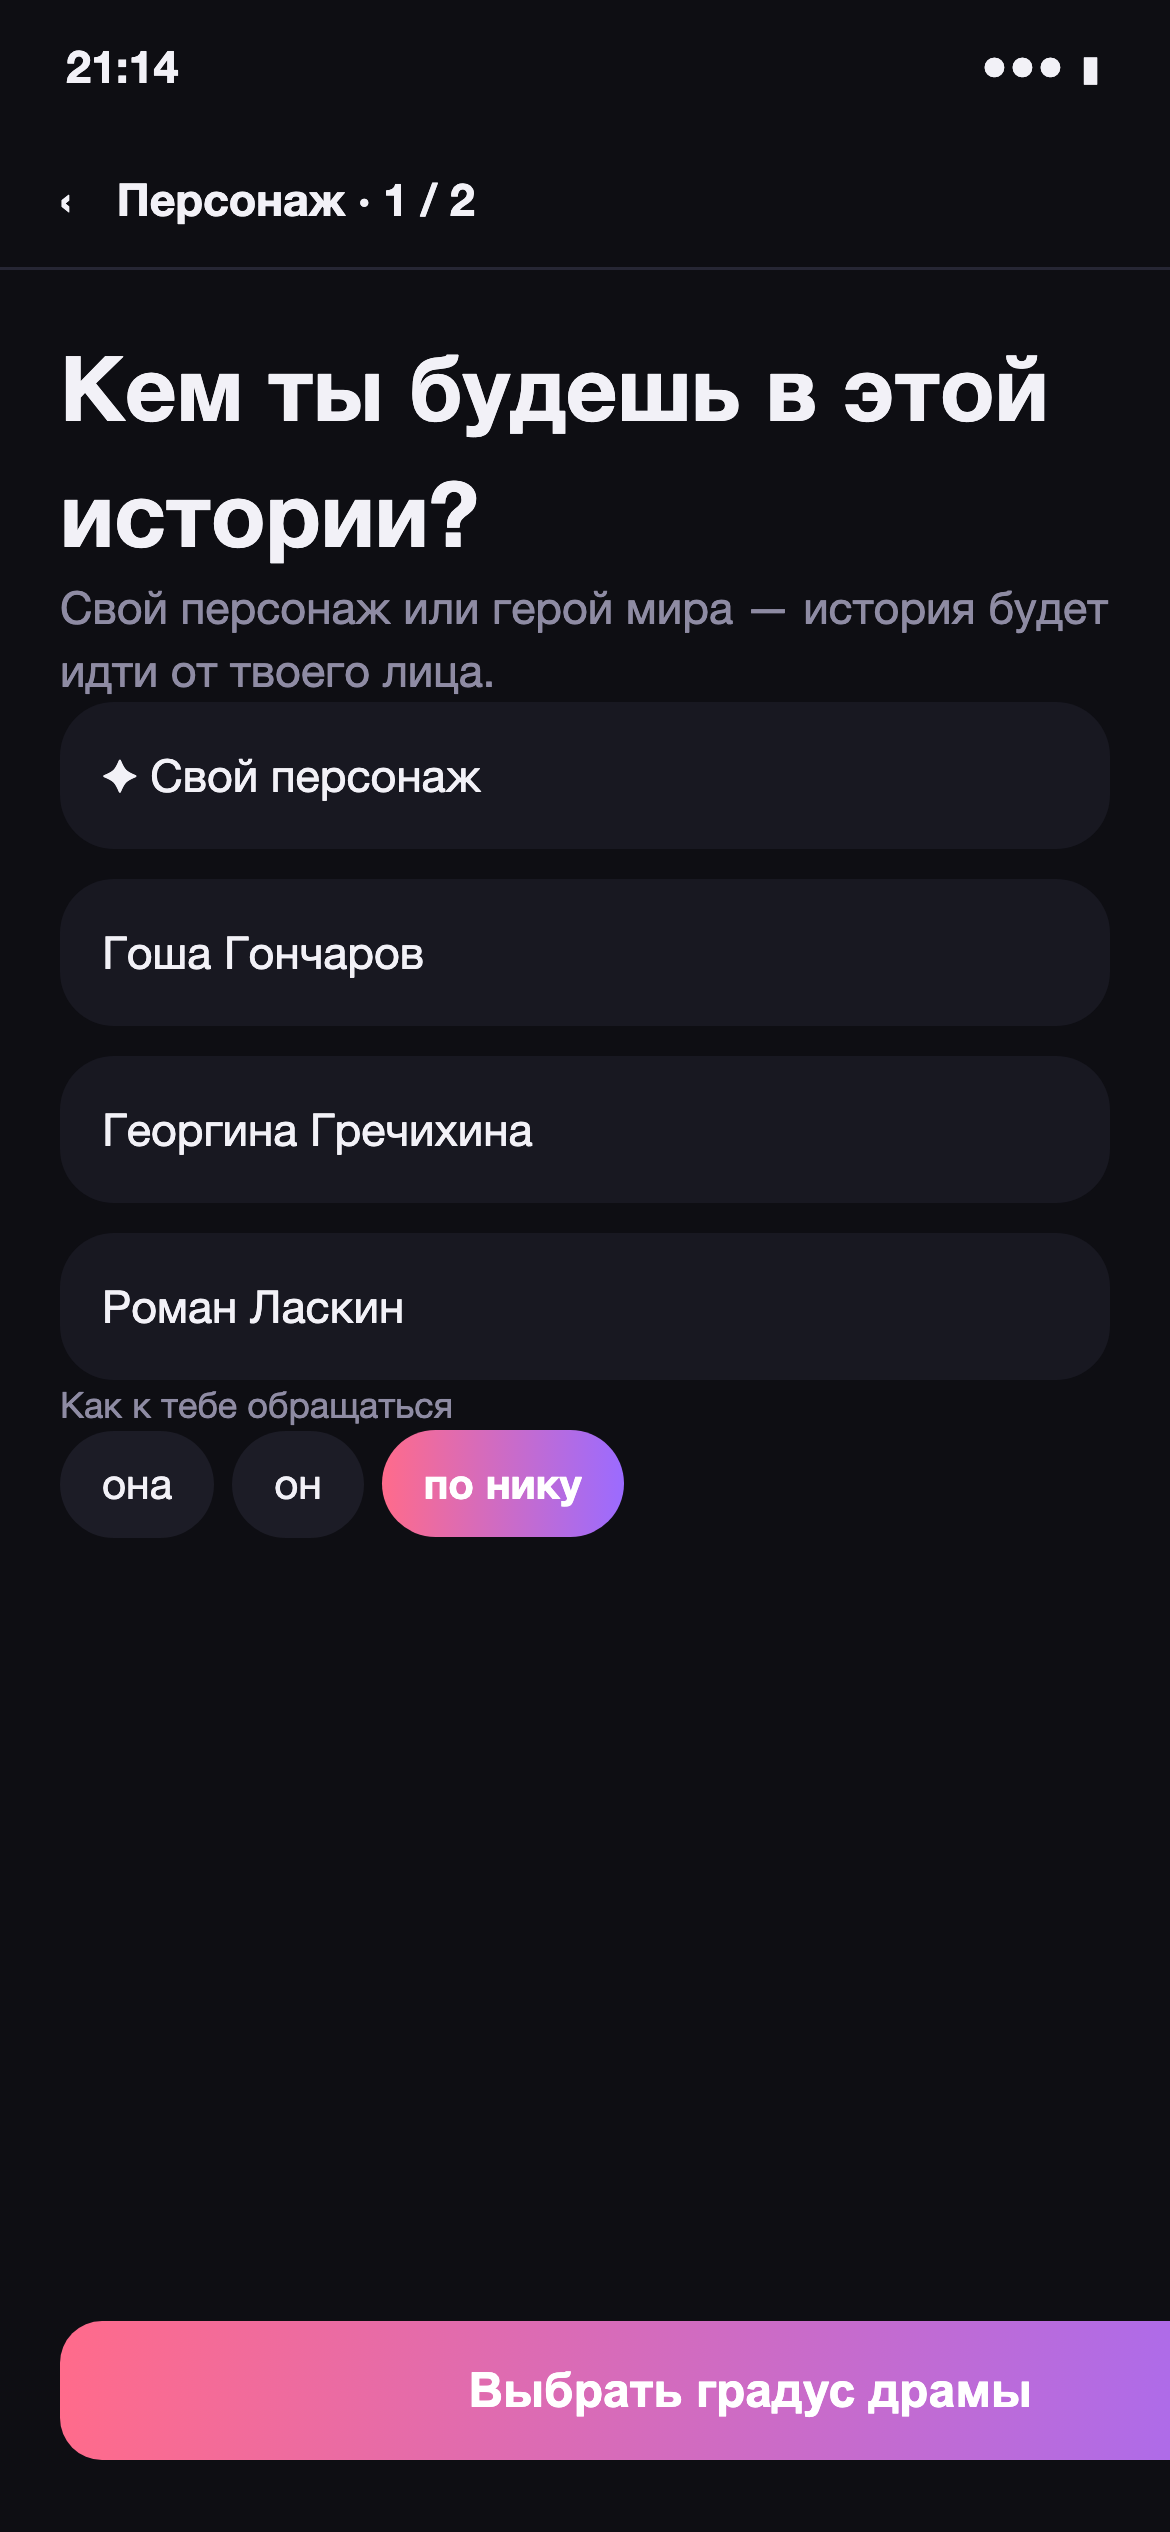 21:14
‹ Персонаж · 1 / 2
Кем ты будешь в этой
истории?
Свой персонаж или герой мира — история будет
идти от твоего лица.
✦ Свой персонаж
Гоша Гончаров
Георгина Гречихина
Роман Ласкин
Как к тебе обращаться
она он по нику
Выбрать градус драмы